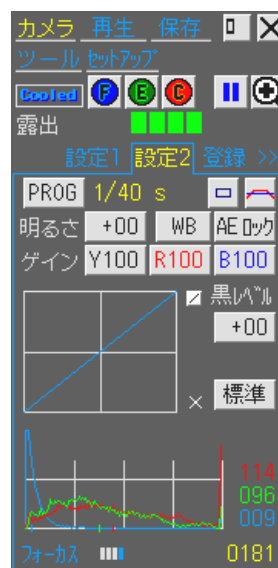 カメラ 再生 保存
ツール セットアップ
Cooled F E C
露出
設定1 設定2 登録 >>
PROG 1/40 s
明るさ +00 WB AEロック
ゲイン Y100 R100 B100
黒レベル
+00
× 標準
114
096
009
フォーカス 0181